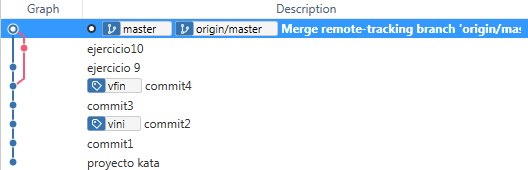 Graph Description
master origin/master Merge remote-tracking branch 'origin/mas
ejercicio10
ejercicio 9
vfin commit4
commit3
vini commit2
commit1
proyecto kata